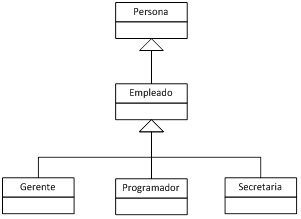 Persona
Empleado
Gerente
Programador
Secretaria